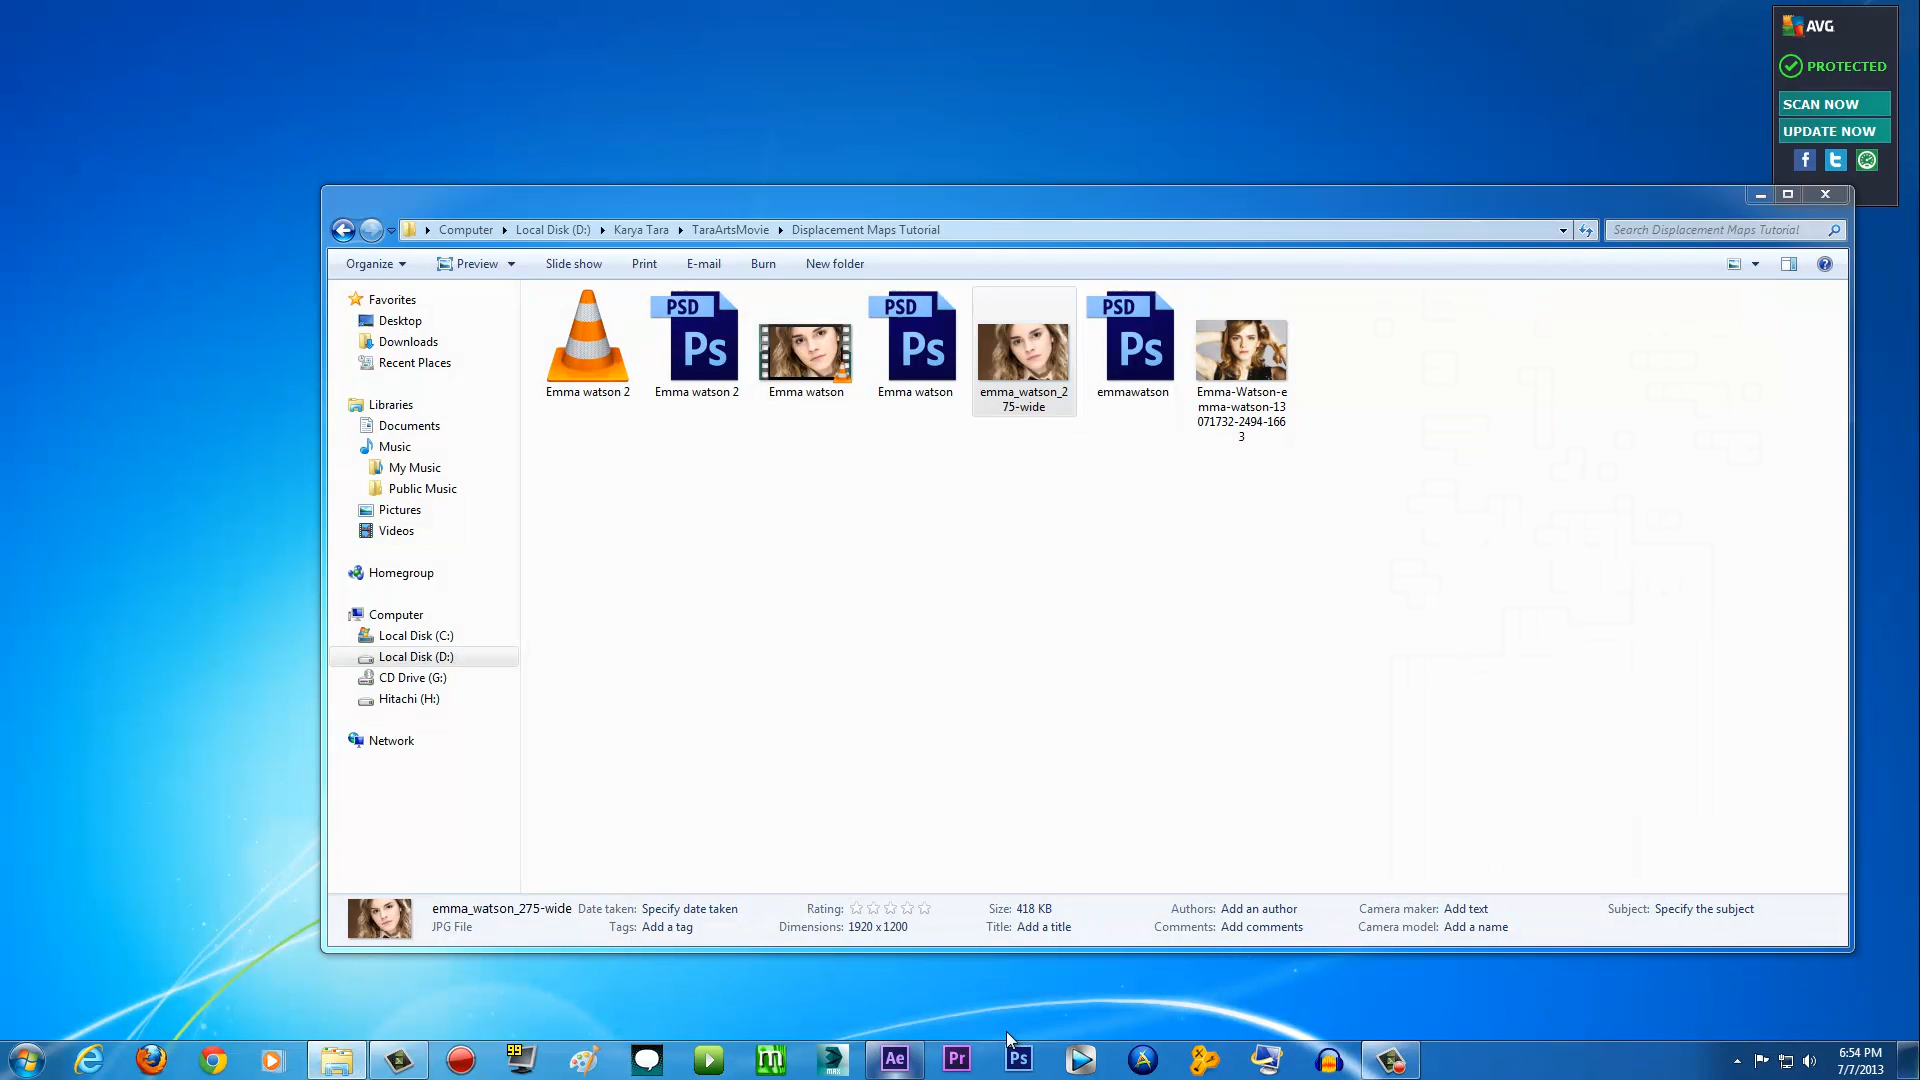 AVG
PROTECTED
SCAN NOW
UPDATE NOW
Computer Local Disk (D:) Karya Tara TaraArtsMovie Displacement Maps Tutorial
Search Displacement Maps Tutorial
Organize Preview Slide show Print E-mail Burn New folder
Favorites
Desktop
Downloads
Recent Places
Libraries
Documents
Music
My Music
Public Music
Pictures
Videos
Homegroup
Computer
Local Disk (C:)
Local Disk (D:)
CD Drive (G:)
Hitachi (H:)
Network
PSD
Ps
PSD
Ps
PSD
Ps
Emma watson 2
Emma watson 2
Emma watson
Emma watson
emma_watson_2
75-wide
emmawatson
Emma-Watson-e
mma-watson-13
071732-2494-166
3
emma_watson_275-wide Date taken: Specify date taken Rating: Size: 418 KB Authors: Add an author Camera maker: Add text Subject: Specify the subject
JPG File Tags: Add a tag Dimensions: 1920 x 1200 Title: Add a title Comments: Add comments Camera model: Add a name
99
MAX
Ae
Pr
Ps
6:54 PM
7/7/2013